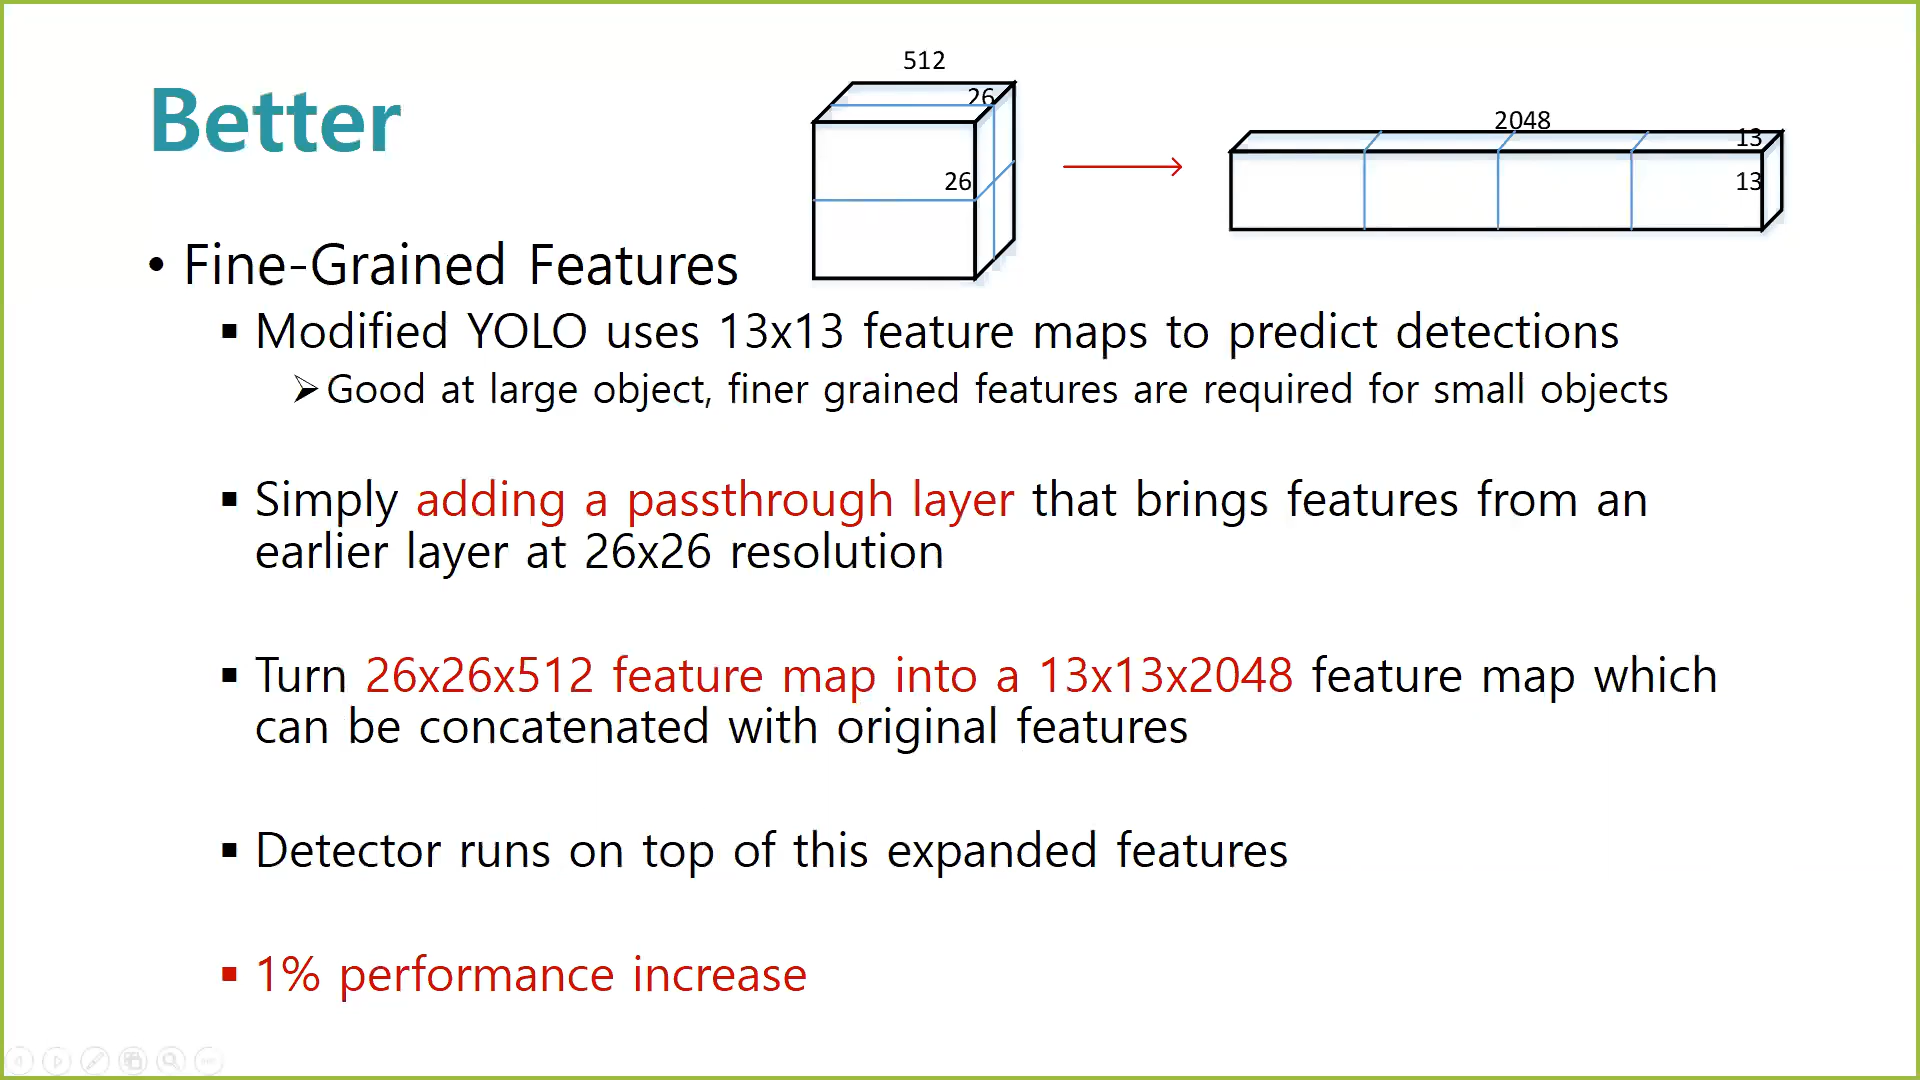 Better
512
26
26
2048
13
13
• Fine-Grained Features
▪ Modified YOLO uses 13x13 feature maps to predict detections
➢ Good at large object, finer grained features are required for small objects
▪ Simply adding a passthrough layer that brings features from an
earlier layer at 26x26 resolution
▪ Turn 26x26x512 feature map into a 13x13x2048 feature map which
can be concatenated with original features
▪ Detector runs on top of this expanded features
▪ 1% performance increase